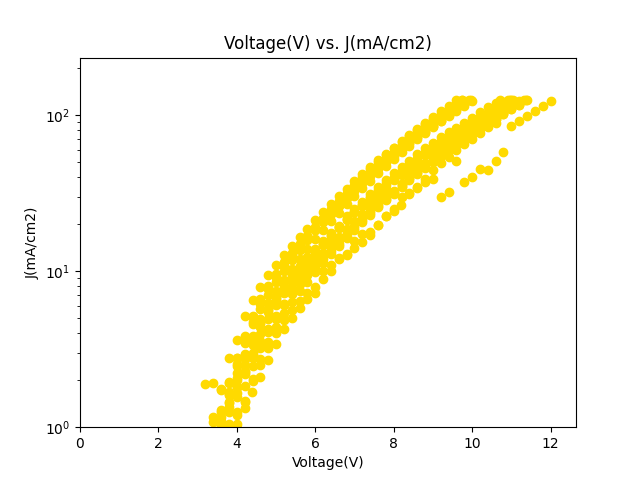 Voltage(V) vs. J(mA/cm2)
10²
10¹
10⁰
J(mA/cm2)
0 2 4 6 8 10 12
Voltage(V)